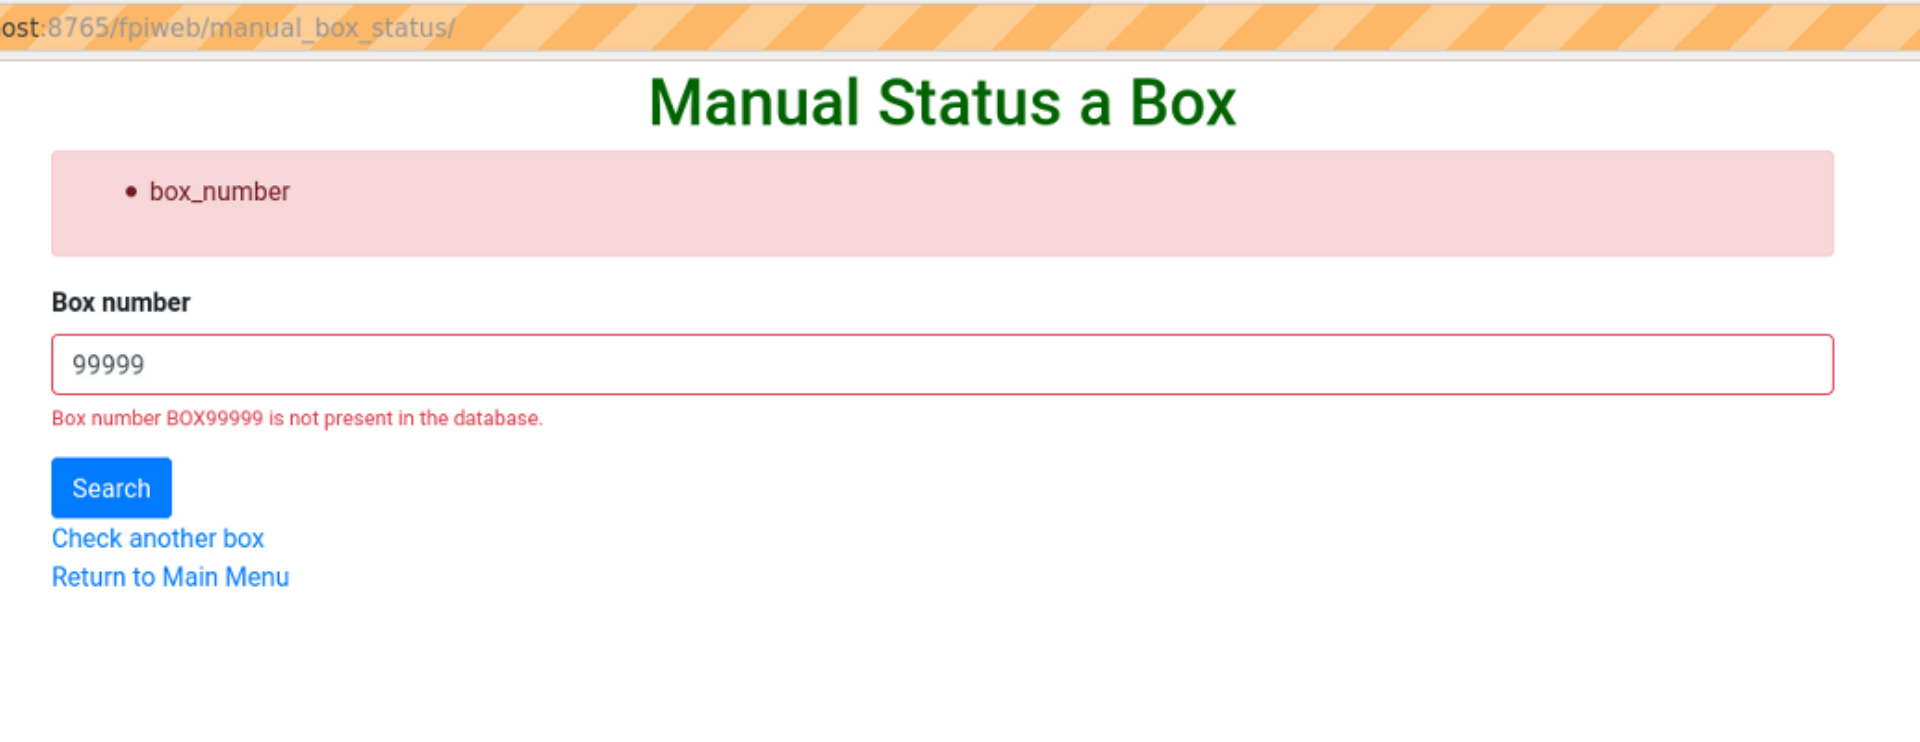 ost:8765/fpiweb/manual_box_status/
Manual Status a Box
• box_number
Box number
99999
Box number BOX99999 is not present in the database.
Search
Check another box
Return to Main Menu